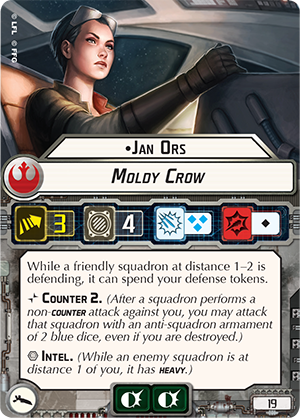 © LFL © FFG
•Jan Ors
Moldy Crow
3
4
While a friendly squadron at distance 1–2 is
defending, it can spend your defense tokens.
Counter 2. (After a squadron performs a
non-counter attack against you, you may attack
that squadron with an anti-squadron armament
of 2 blue dice, even if you are destroyed.)
Intel. (While an enemy squadron is at
distance 1 of you, it has heavy.)
19